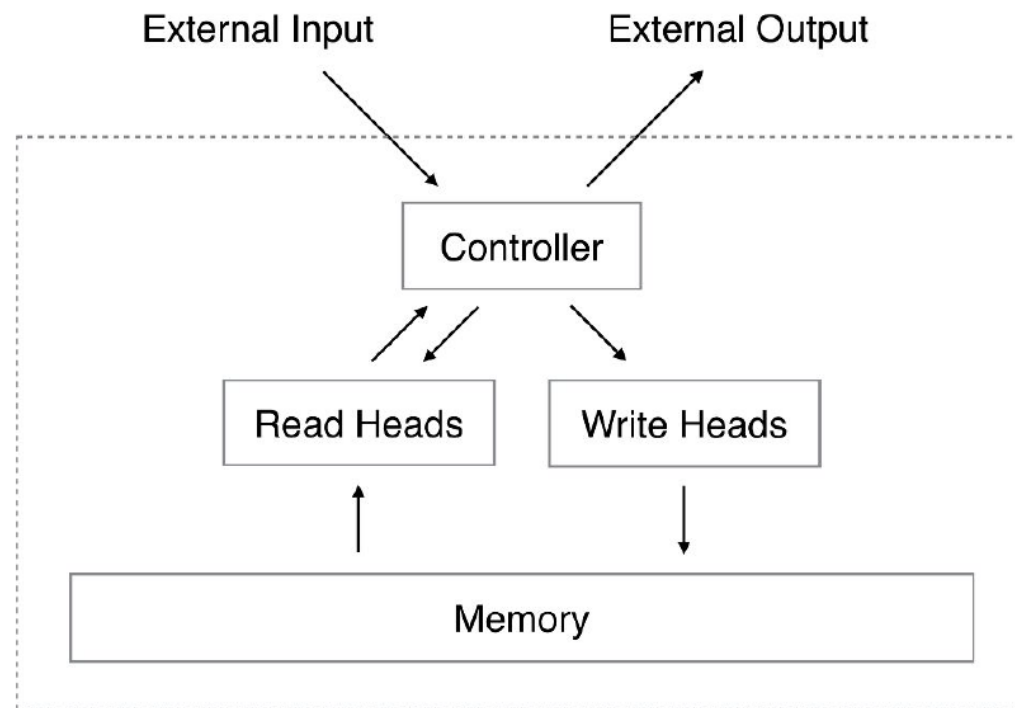 External Input
External Output
Controller
Read Heads
Write Heads
Memory